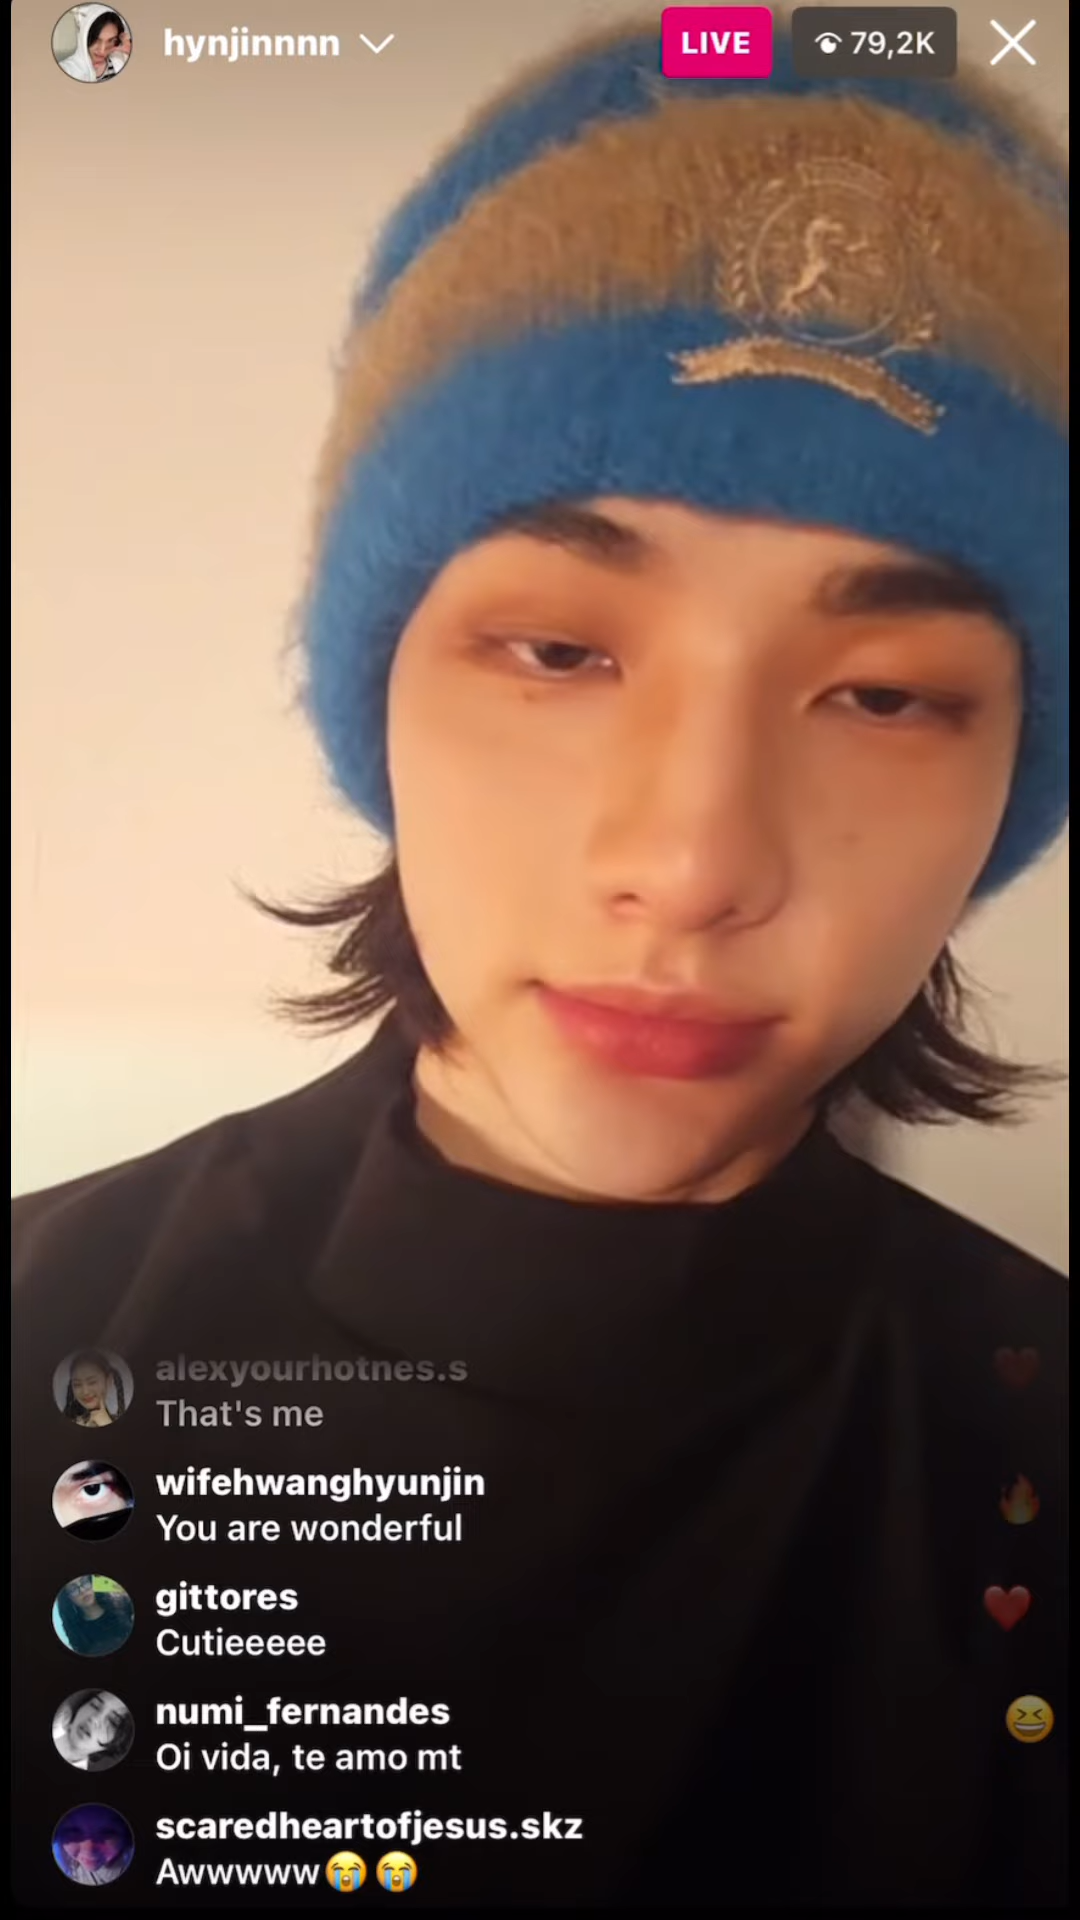 hynjinnnn
LIVE
79,2K
alexyourhotnes.s
That's me
wifehwanghyunjin
You are wonderful
gittores
Cutieeeee
numi_fernandes
Oi vida, te amo mt
scaredheartofjesus.skz
Awwwww😭😭